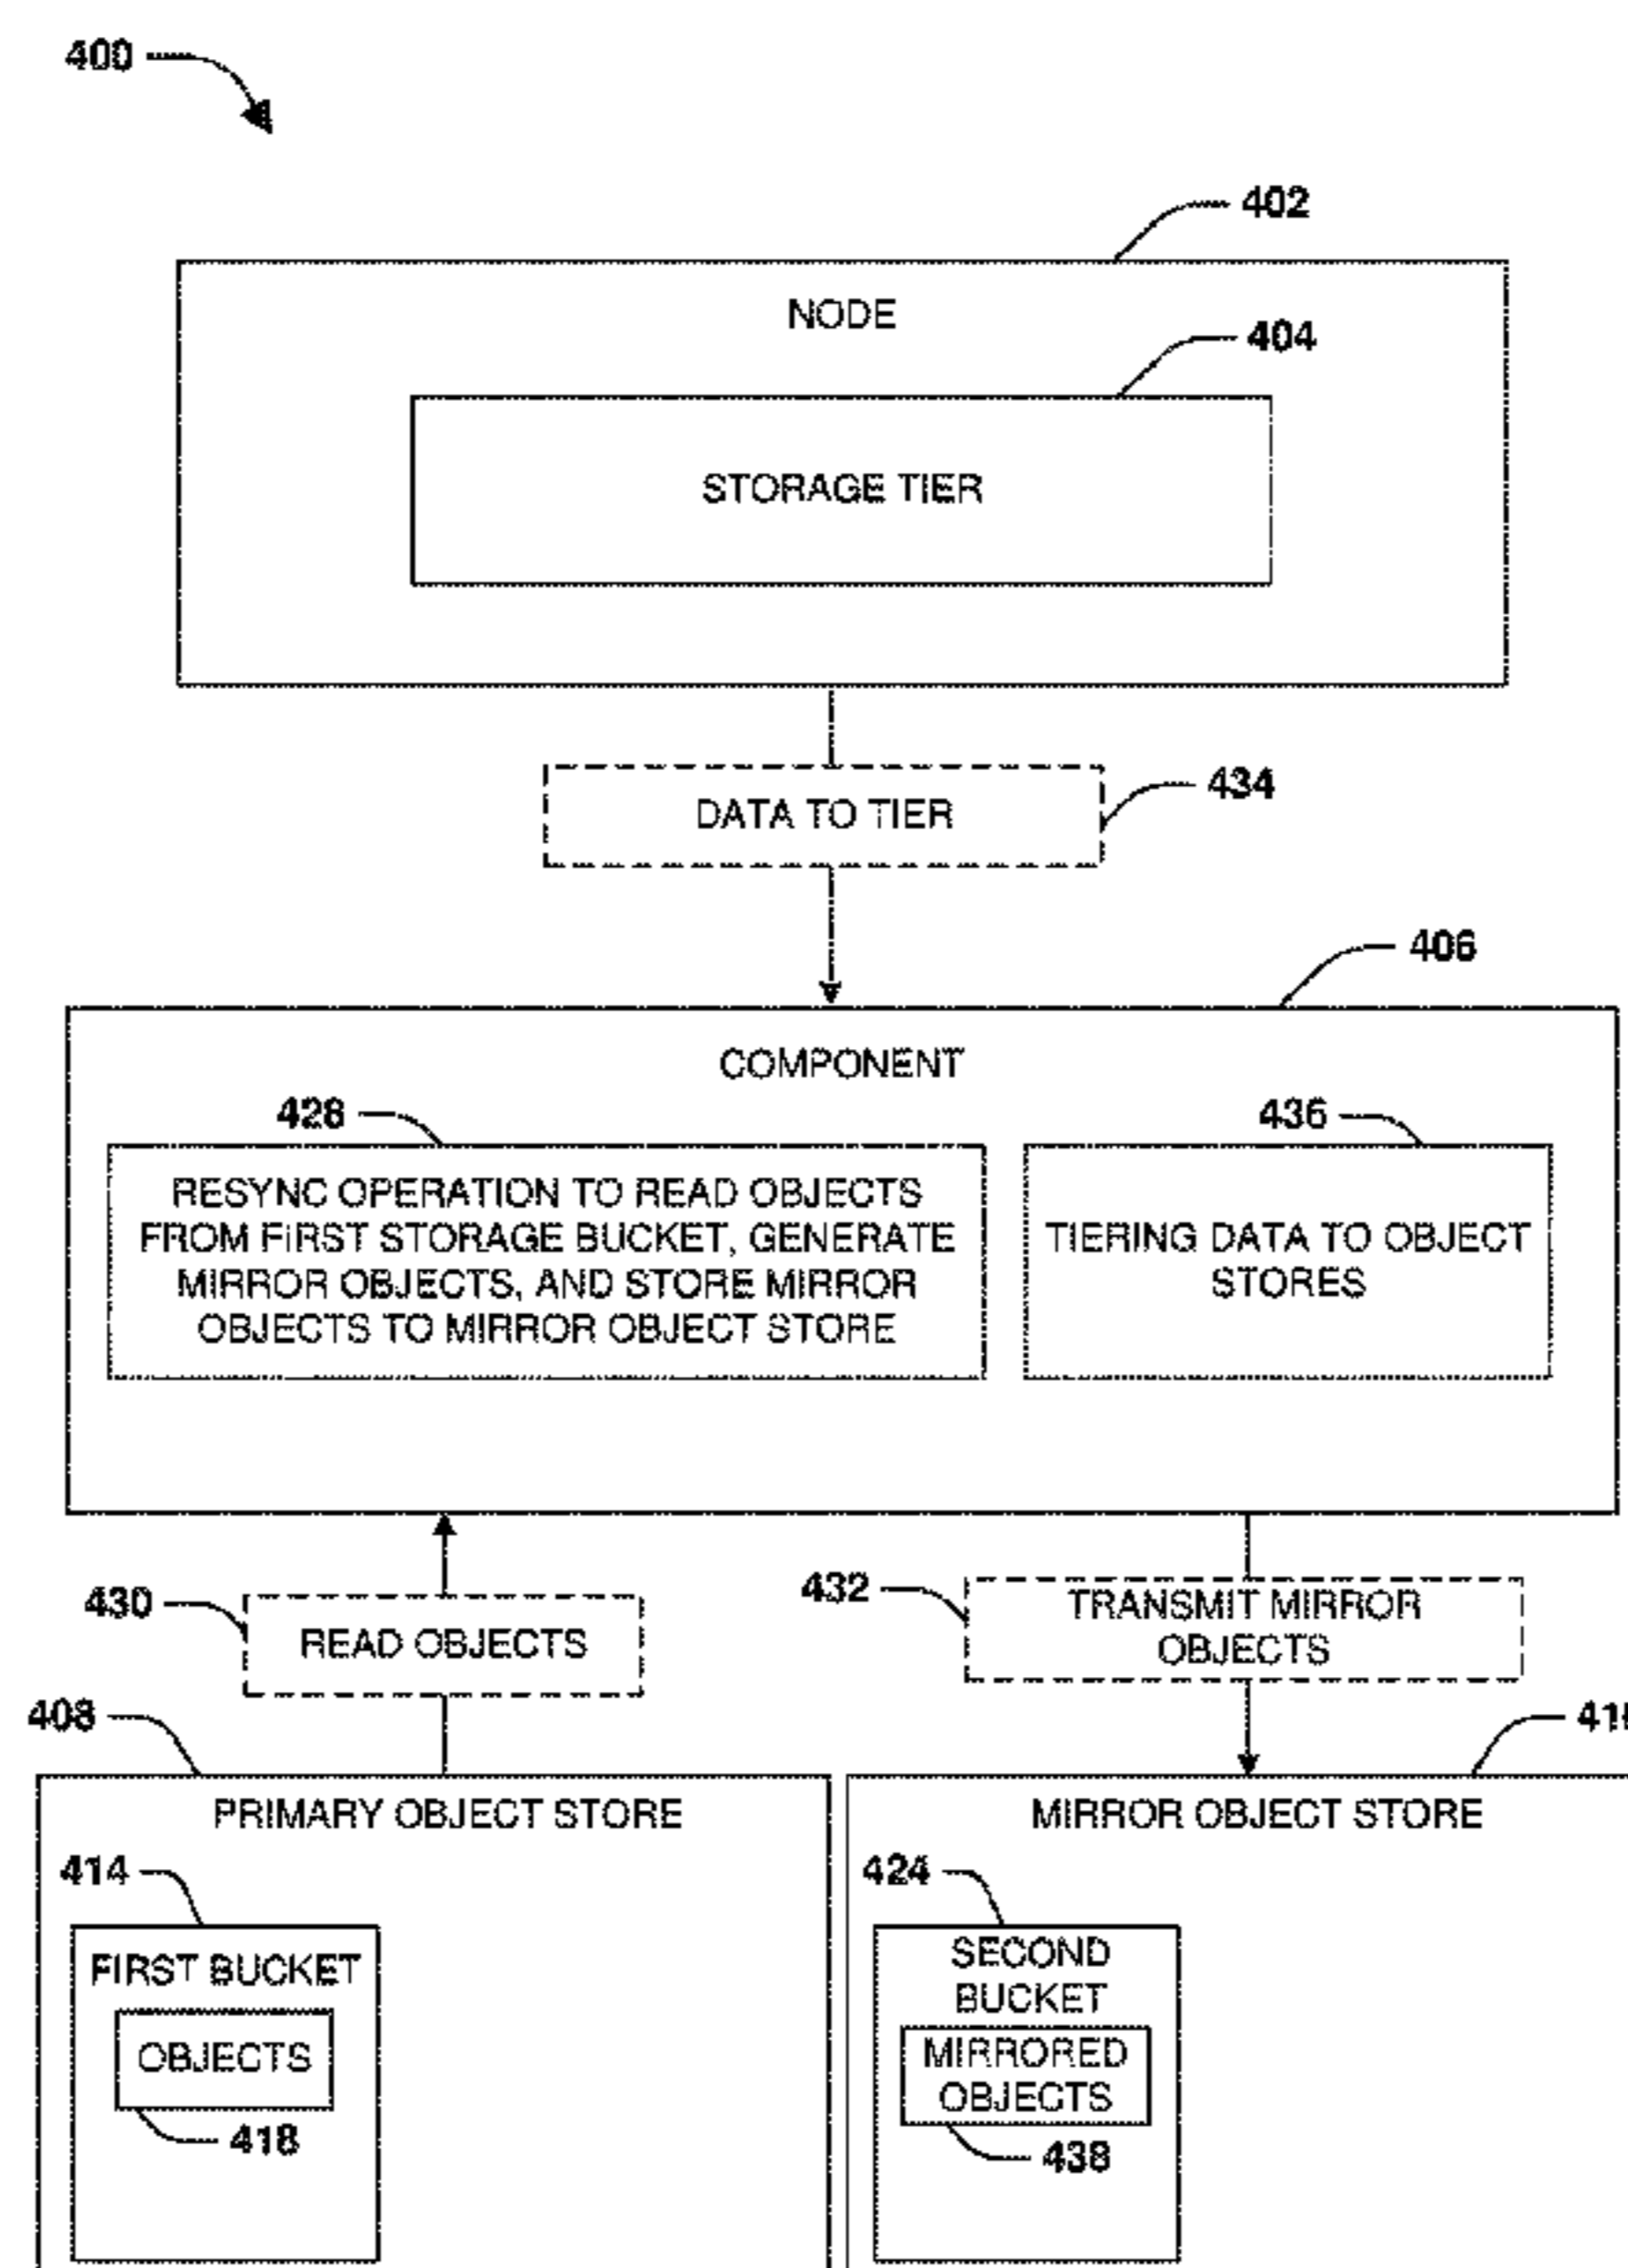 400
402
NODE
404
STORAGE TIER
434
DATA TO TIER
406
COMPONENT
428
436
RESYNC OPERATION TO READ OBJECTS
FROM FIRST STORAGE BUCKET, GENERATE
MIRROR OBJECTS, AND STORE MIRROR
OBJECTS TO MIRROR OBJECT STORE
TIERING DATA TO OBJECT
STORES
430
READ OBJECTS
432
TRANSMIT MIRROR
OBJECTS
408
PRIMARY OBJECT STORE
MIRROR OBJECT STORE
414
FIRST BUCKET
OBJECTS
418
424
SECOND
BUCKET
MIRRORED
OBJECTS
438